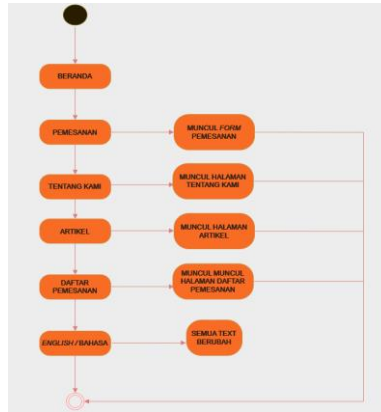 BERANDA
PEMESANAN
MUNCUL FORM
PEMESANAN
TENTANG KAMI
MUNCUL HALAMAN
TENTANG KAMI
ARTIKEL
MUNCUL HALAMAN
ARTIKEL
DAFTAR
PEMESANAN
MUNCUL MUNCUL
HALAMAN DAFTAR
PEMESANAN
ENGLISH / BAHASA
SEMUA TEXT
BERUBAH